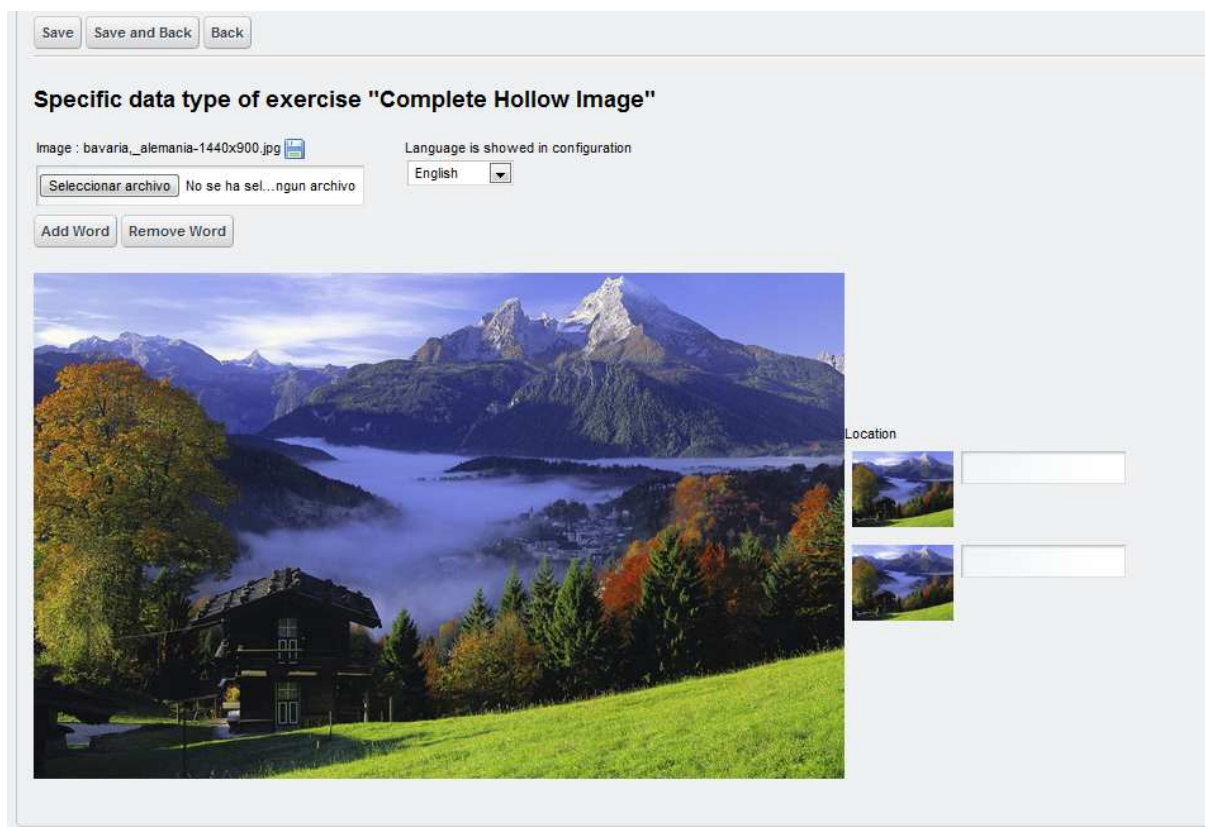 Save Save and Back Back
Specific data type of exercise "Complete Hollow Image"
Image : bavaria,_alemania-1440x900.jpg Language is showed in configuration
Seleccionar archivo No se ha sel...ngun archivo English
Add Word Remove Word
Location